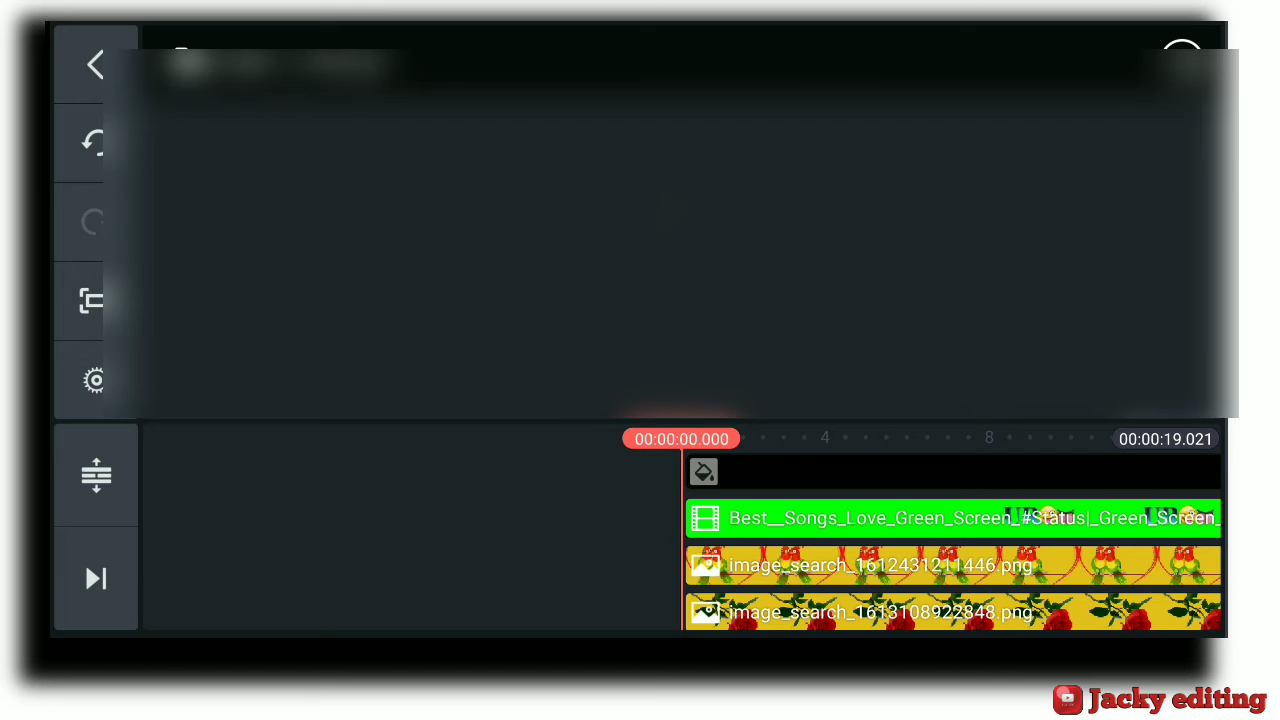 00:00:00.000
4
8
00:00:19.021
Best__Songs_Love_Green_Screen_#Status|_Green_Screen_
image_search_1612431211446.png
image_search_1613108922848.png
Jacky editing